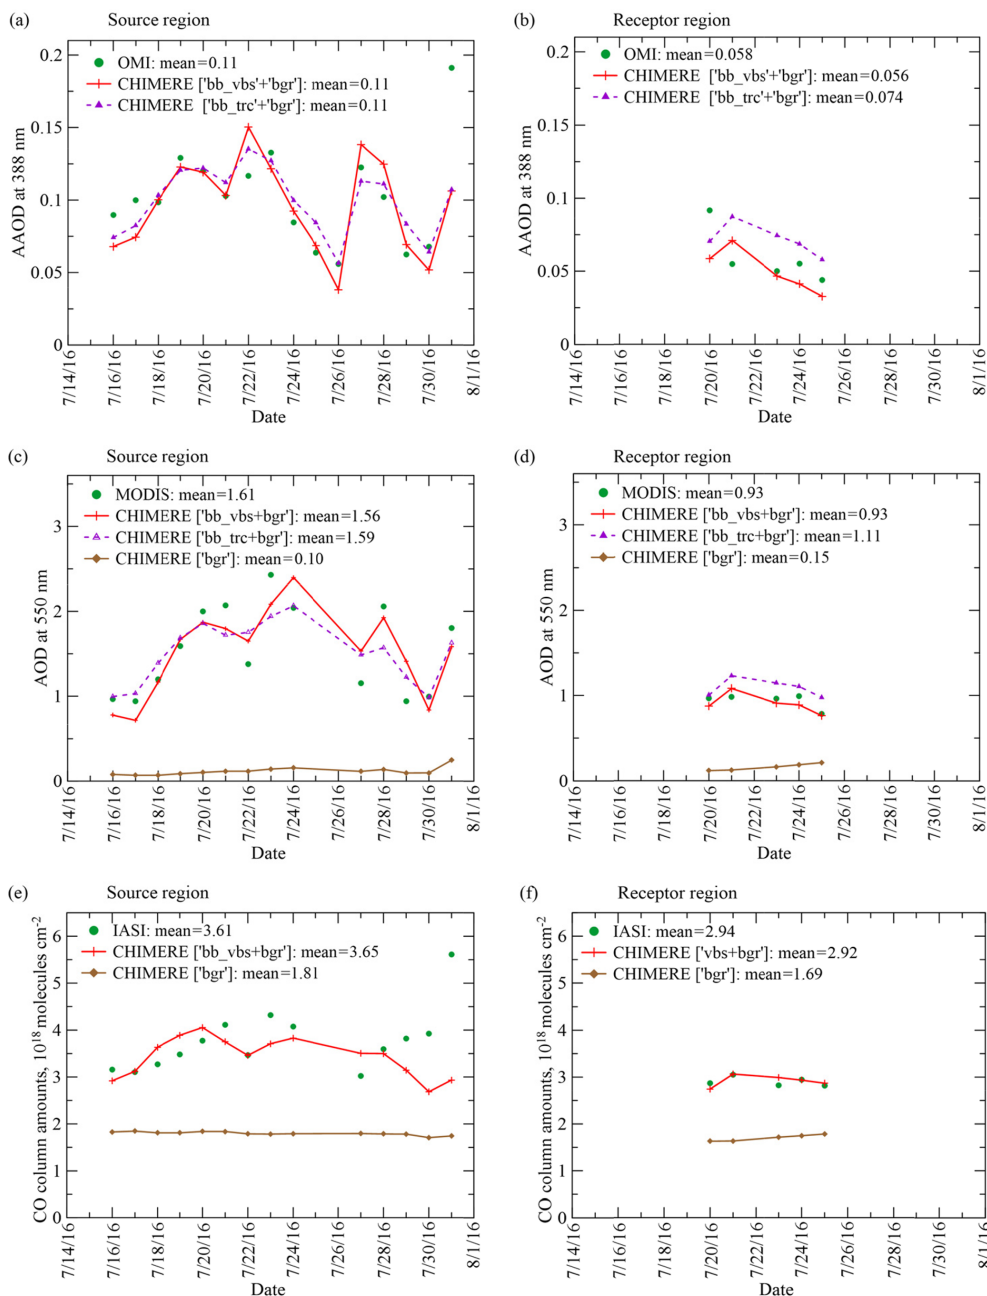 (a) Source region
OMI: mean=0.11
CHIMERE ['bb_vbs'+'bgr']: mean=0.11
CHIMERE ['bb_trc'+'bgr']: mean=0.11
AAOD at 388 nm
0.2
0.15
0.1
0.05
0
7/14/16
7/16/16
7/18/16
7/20/16
7/22/16
7/24/16
7/26/16
7/28/16
7/30/16
8/1/16
Date
(b) Receptor region
OMI: mean=0.058
CHIMERE ['bb_vbs'+'bgr']: mean=0.056
CHIMERE ['bb_trc'+'bgr']: mean=0.074
AAOD at 388 nm
0.2
0.15
0.1
0.05
0
7/14/16
7/16/16
7/18/16
7/20/16
7/22/16
7/24/16
7/26/16
7/28/16
7/30/16
8/1/16
Date
(c) Source region
MODIS: mean=1.61
CHIMERE ['bb_vbs+bgr']: mean=1.56
CHIMERE ['bb_trc+bgr']: mean=1.59
CHIMERE ['bgr']: mean=0.10
AOD at 550 nm
3
2
1
0
7/14/16
7/16/16
7/18/16
7/20/16
7/22/16
7/24/16
7/26/16
7/28/16
7/30/16
8/1/16
Date
(d) Receptor region
MODIS: mean=0.93
CHIMERE ['bb_vbs+bgr']: mean=0.93
CHIMERE ['bb_trc+bgr']: mean=1.11
CHIMERE ['bgr']: mean=0.15
AOD at 550 nm
3
2
1
0
7/14/16
7/16/16
7/18/16
7/20/16
7/22/16
7/24/16
7/26/16
7/28/16
7/30/16
8/1/16
Date
(e) Source region
IASI: mean=3.61
CHIMERE ['bb_vbs+bgr']: mean=3.65
CHIMERE ['bgr']: mean=1.81
CO column amounts, 10¹⁸ molecules cm⁻²
6
5
4
3
2
1
0
7/14/16
7/16/16
7/18/16
7/20/16
7/22/16
7/24/16
7/26/16
7/28/16
7/30/16
8/1/16
Date
(f) Receptor region
IASI: mean=2.94
CHIMERE ['vbs+bgr']: mean=2.92
CHIMERE ['bgr']: mean=1.69
CO column amounts, 10¹⁸ molecules cm⁻²
6
5
4
3
2
1
0
7/14/16
7/16/16
7/18/16
7/20/16
7/22/16
7/24/16
7/26/16
7/28/16
7/30/16
8/1/16
Date